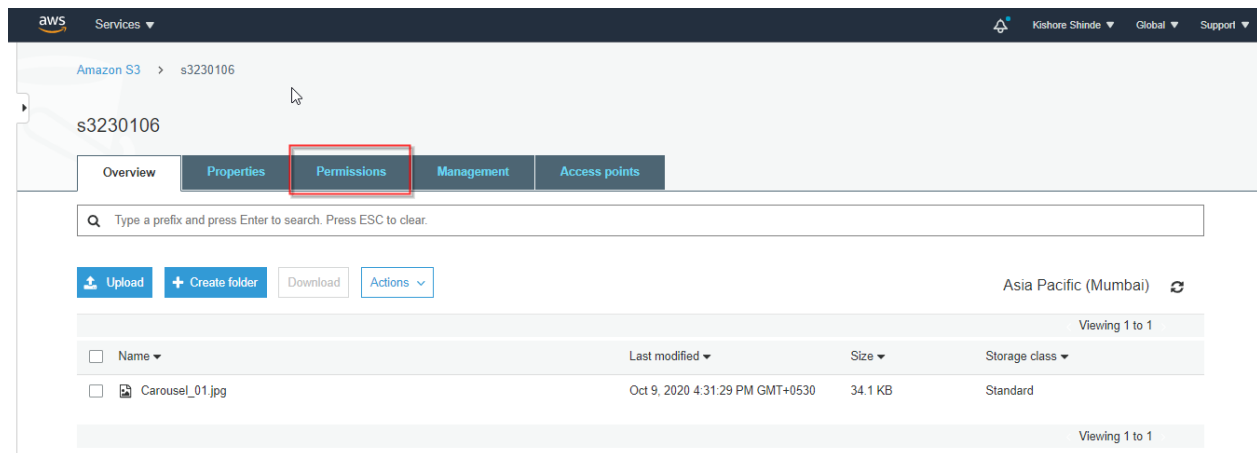 aws Services Kishore Shinde Global Support
Amazon S3 > s3230106
s3230106
Overview Properties Permissions Management Access points
Type a prefix and press Enter to search. Press ESC to clear.
Upload Create folder Download Actions Asia Pacific (Mumbai)
Viewing 1 to 1
Name Last modified Size Storage class
Carousel_01.jpg Oct 9, 2020 4:31:29 PM GMT+0530 34.1 KB Standard
Viewing 1 to 1